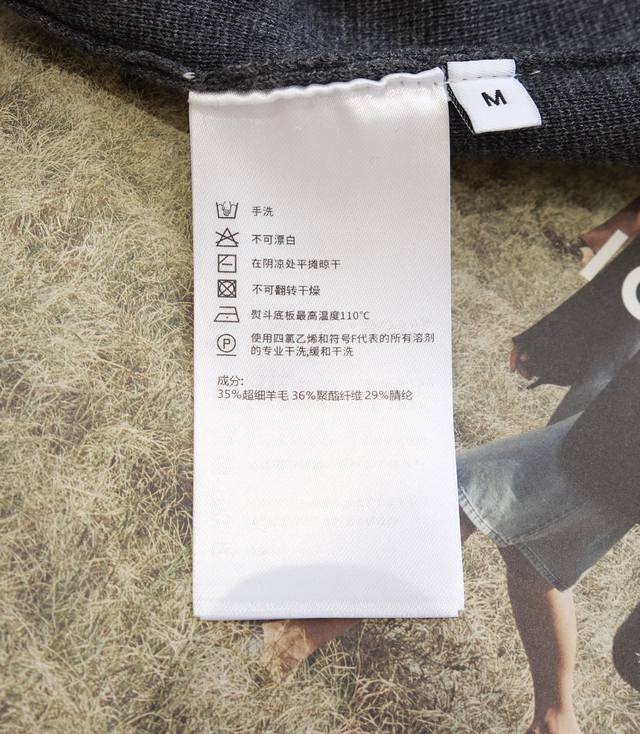 M
手洗
不可漂白
在阴凉处平摊晾干
不可翻转干燥
熨斗底板最高温度110℃
P
使用四氯乙烯和符号F代表的所有溶剂
的专业干洗,缓和干洗
成分:
35%超细羊毛 36%聚酯纤维 29%腈纶